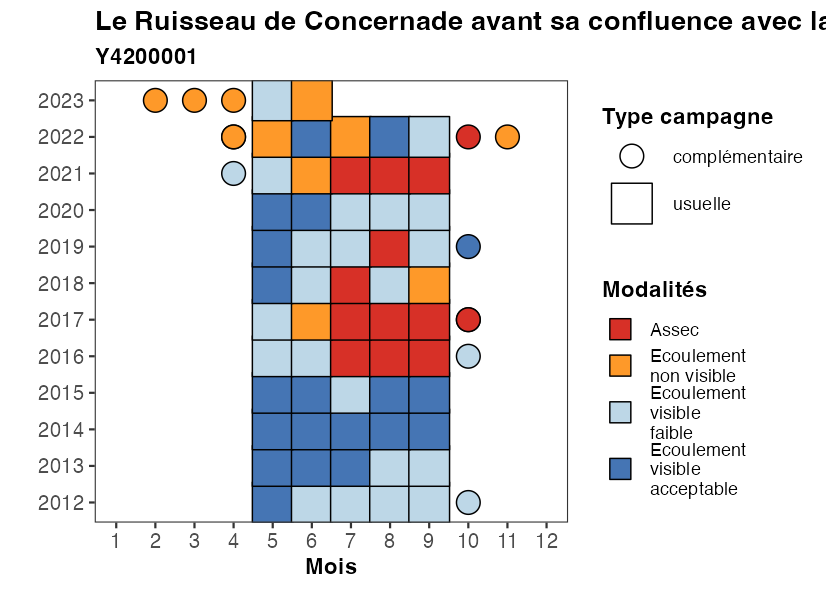 Le Ruisseau de Concernade avant sa confluence avec la
Y4200001
2023
2022
2021
2020
2019
2018
2017
2016
2015
2014
2013
2012
1 2 3 4 5 6 7 8 9 10 11 12
Mois
Type campagne
complémentaire
usuelle
Modalités
Assec
Ecoulement
non visible
Ecoulement
visible
faible
Ecoulement
visible
acceptable